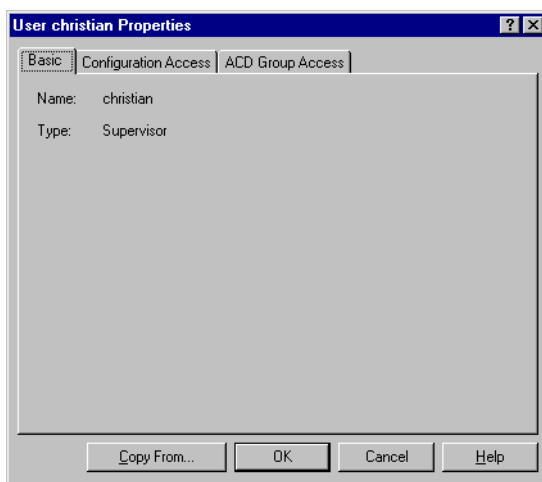 User christian Properties ? X
Basic Configuration Access ACD Group Access
Name: christian
Type: Supervisor
Copy From... OK Cancel Help